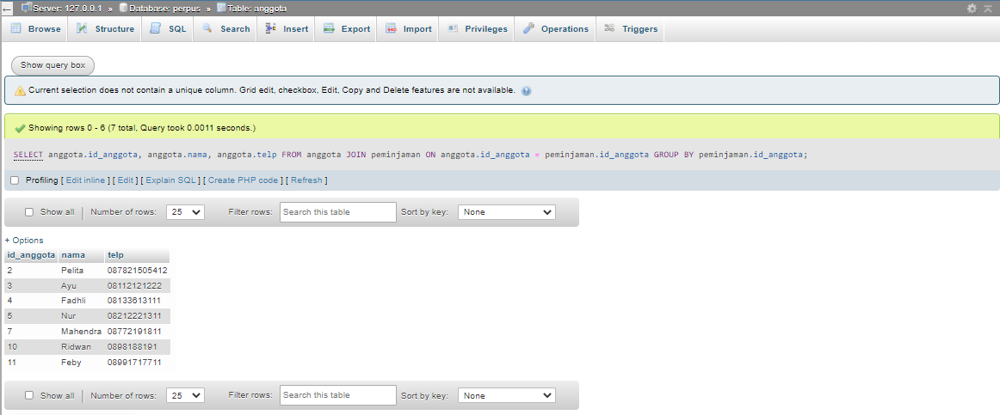 Server: 127.0.0.1 » Database: perpus » Table: anggota
Browse Structure SQL Search Insert Export Import Privileges Operations Triggers
Show query box
Current selection does not contain a unique column. Grid edit, checkbox, Edit, Copy and Delete features are not available.
Showing rows 0 - 6 (7 total, Query took 0.0011 seconds.)
SELECT anggota.id_anggota, anggota.nama, anggota.telp FROM anggota JOIN peminjaman ON anggota.id_anggota = peminjaman.id_anggota GROUP BY peminjaman.id_anggota;
Profiling [ Edit inline ] [ Edit ] [ Explain SQL ] [ Create PHP code ] [ Refresh ]
Show all | Number of rows: 25 Filter rows: Search this table Sort by key: None
+ Options
id_anggota nama telp
2 Pelita 087821505412
3 Ayu 08112121222
4 Fadhli 08133613111
5 Nur 08212221311
7 Mahendra 08772191811
10 Ridwan 0898188191
11 Feby 08991717711
Show all | Number of rows: 25 Filter rows: Search this table Sort by key: None